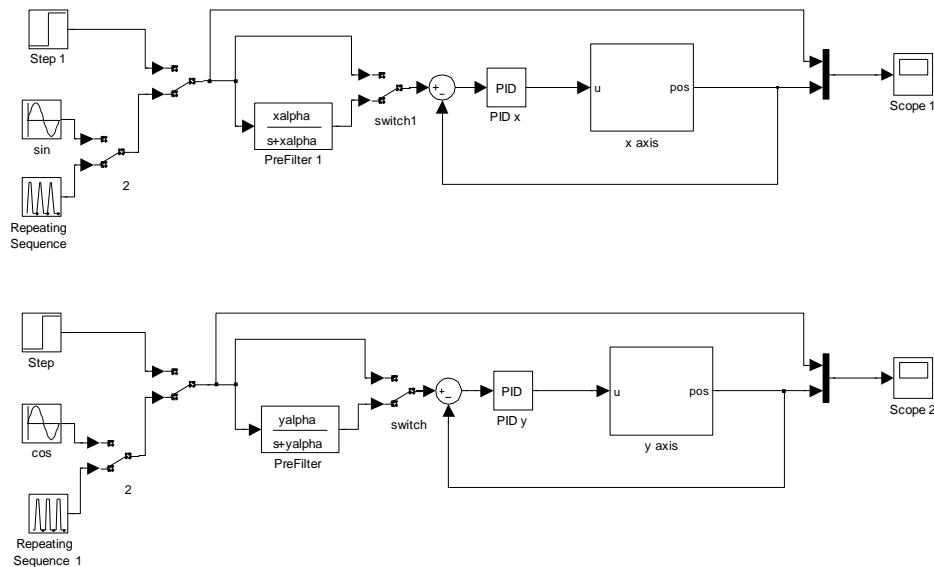 Step 1
sin
2
Repeating
Sequence
xalpha
s+xalpha
PreFilter 1
switch1
+
−
PID
PID x
u
pos
x axis
Scope 1
Step
cos
2
Repeating
Sequence 1
yalpha
s+yalpha
PreFilter
switch
+
−
PID
PID y
u
pos
y axis
Scope 2